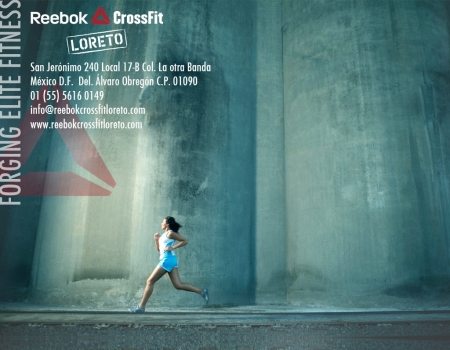 Reebok CrossFit
LORETO
San Jerónimo 240 Local 17-B Col. La otra Banda
México D.F. Del. Álvaro Obregón C.P. 01090
01 (55) 5616 0149
info@reebokcrossfitloreto.com
www.reebokcrossfitloreto.com
FORGING ELITE FITNESS